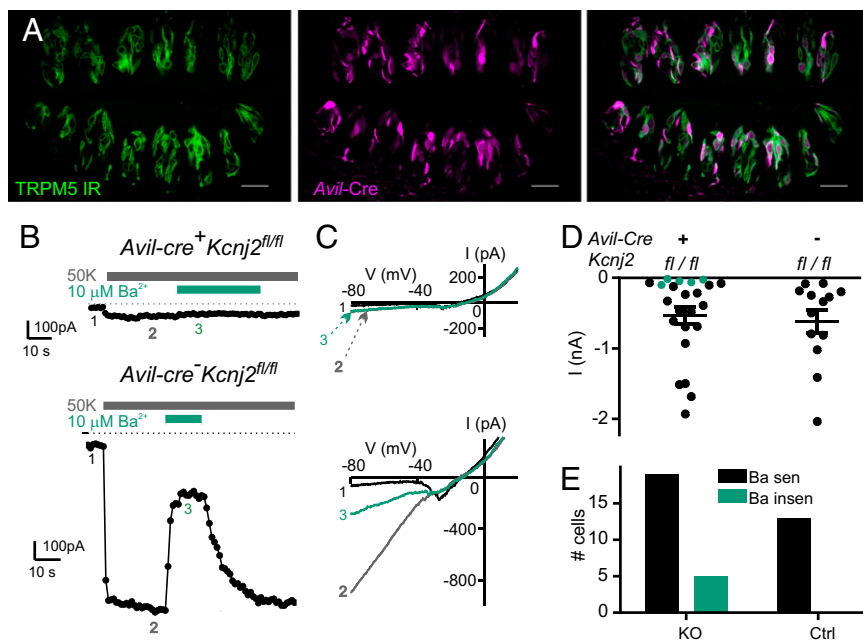 A
TRPM5 IR
Avil-Cre
B
Avil-cre⁺Kcnj2ᶠˡ/ᶠˡ
50K
10 µM Ba²⁺
1
2
3
100pA
10 s
Avil-cre⁻Kcnj2ᶠˡ/ᶠˡ
50K
10 µM Ba²⁺
1
3
100pA
10 s
2
C
I (pA)
V (mV)
-80
-40
200
0
-200
1
3
2
I (pA)
V (mV)
-80
-40
0
-400
-800
1
3
2
D
Avil-Cre + -
Kcnj2 fl / fl fl / fl
0
-1
-2
I (nA)
E
Ba sen
Ba insen
15
10
5
0
# cells
KO Ctrl